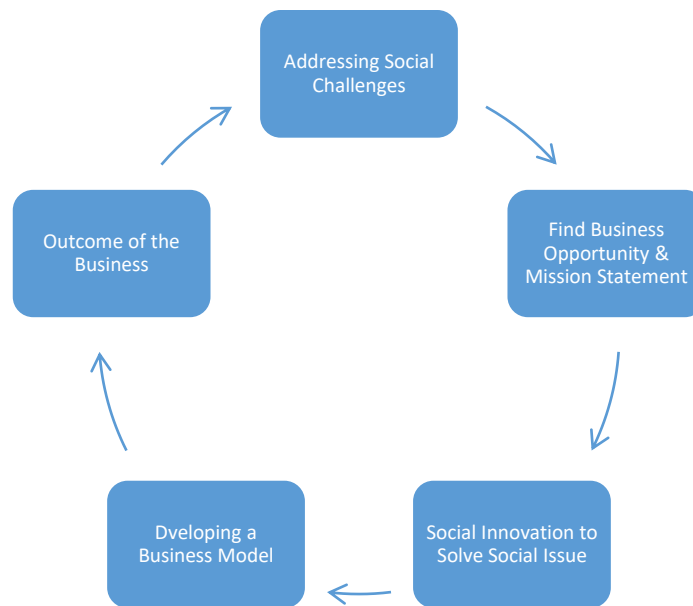 Addressing Social
Challenges
Find Business
Opportunity &
Mission Statement
Social Innovation to
Solve Social Issue
Dveloping a
Business Model
Outcome of the
Business